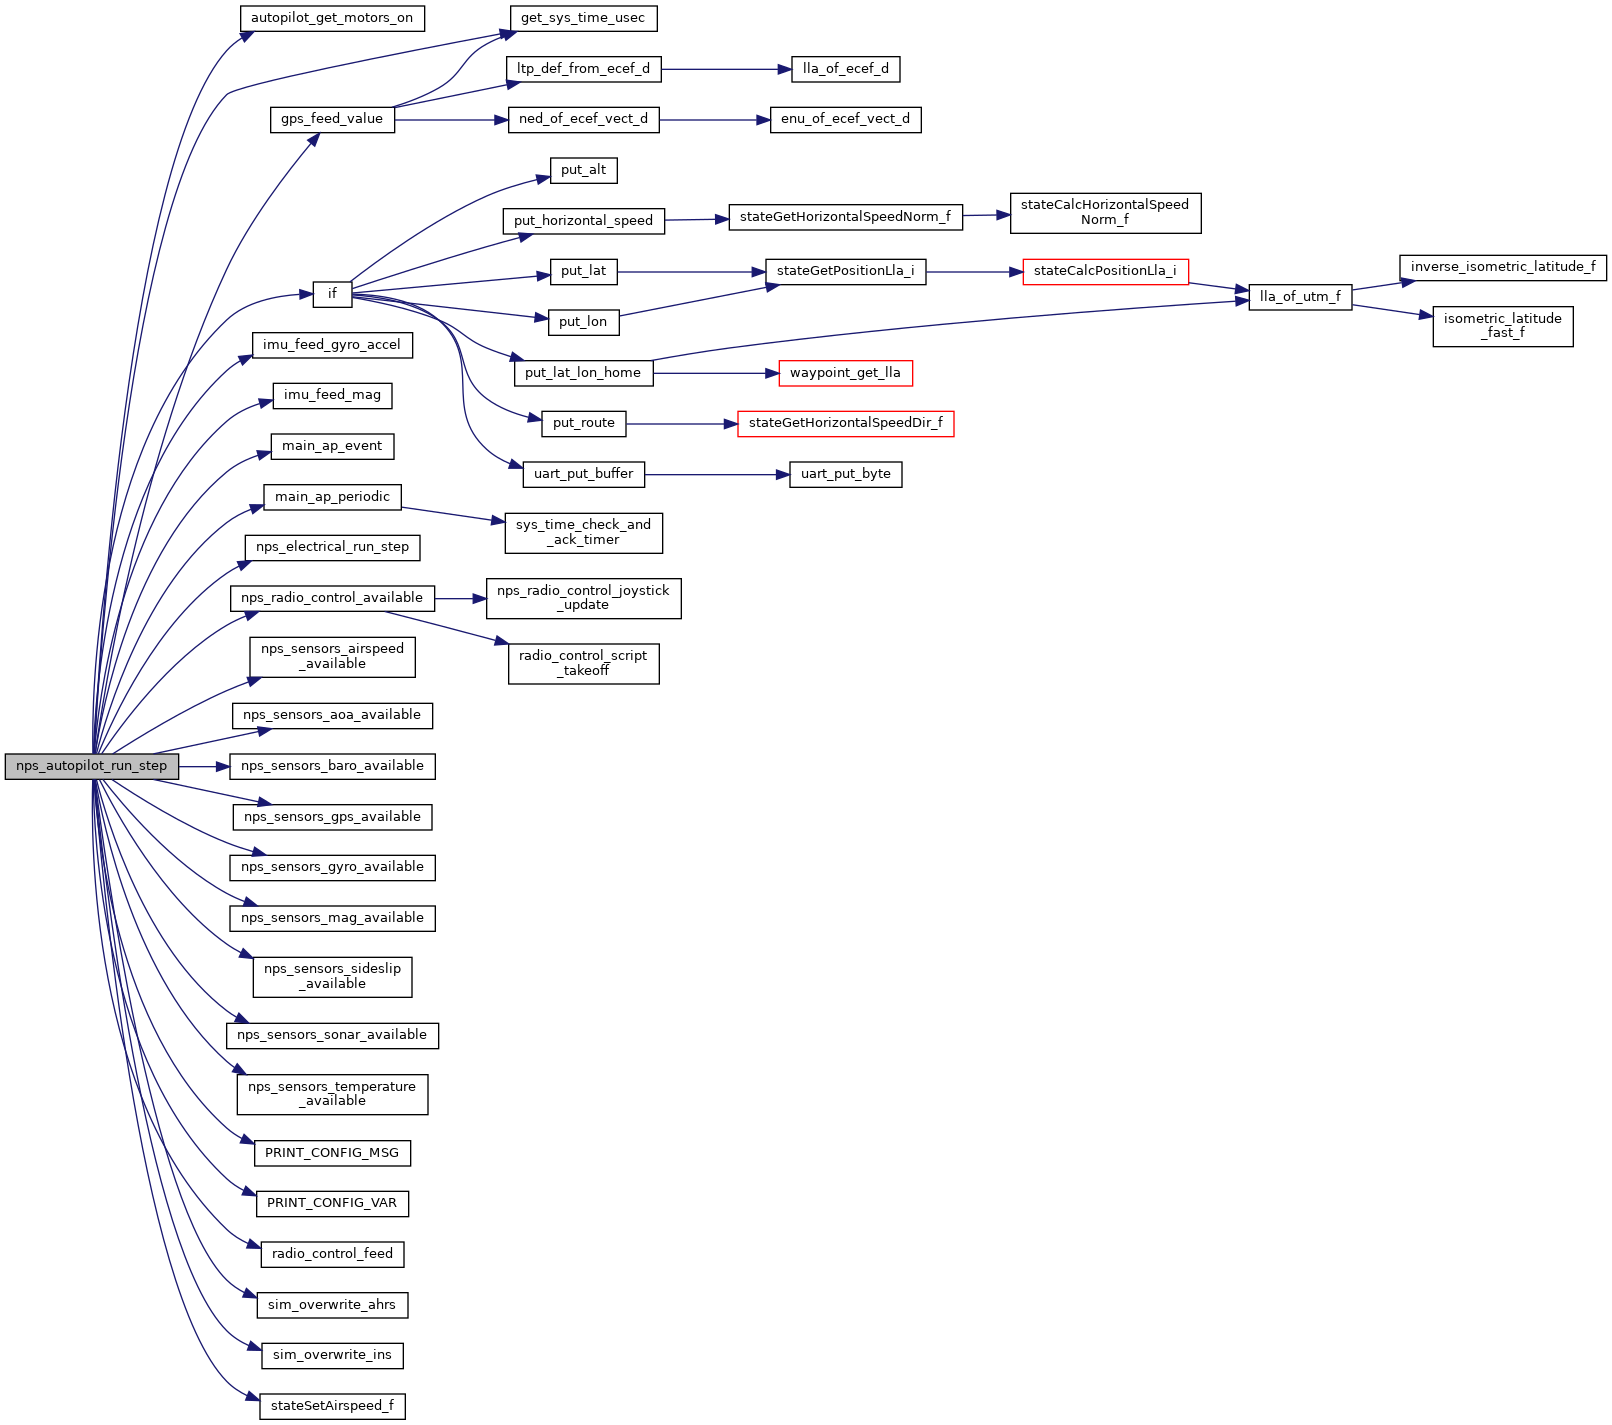 autopilot_get_motors_on
get_sys_time_usec
ltp_def_from_ecef_d
lla_of_ecef_d
gps_feed_value
ned_of_ecef_vect_d
enu_of_ecef_vect_d
put_alt
put_horizontal_speed
stateGetHorizontalSpeedNorm_f
stateCalcHorizontalSpeed
Norm_f
put_lat
stateGetPositionLla_i
stateCalcPositionLla_i
inverse_isometric_latitude_f
if
put_lon
lla_of_utm_f
isometric_latitude
_fast_f
imu_feed_gyro_accel
put_lat_lon_home
waypoint_get_lla
imu_feed_mag
put_route
stateGetHorizontalSpeedDir_f
main_ap_event
uart_put_buffer
uart_put_byte
main_ap_periodic
sys_time_check_and
_ack_timer
nps_electrical_run_step
nps_radio_control_available
nps_radio_control_joystick
_update
nps_sensors_airspeed
_available
radio_control_script
_takeoff
nps_sensors_aoa_available
nps_autopilot_run_step
nps_sensors_baro_available
nps_sensors_gps_available
nps_sensors_gyro_available
nps_sensors_mag_available
nps_sensors_sideslip
_available
nps_sensors_sonar_available
nps_sensors_temperature
_available
PRINT_CONFIG_MSG
PRINT_CONFIG_VAR
radio_control_feed
sim_overwrite_ahrs
sim_overwrite_ins
stateSetAirspeed_f